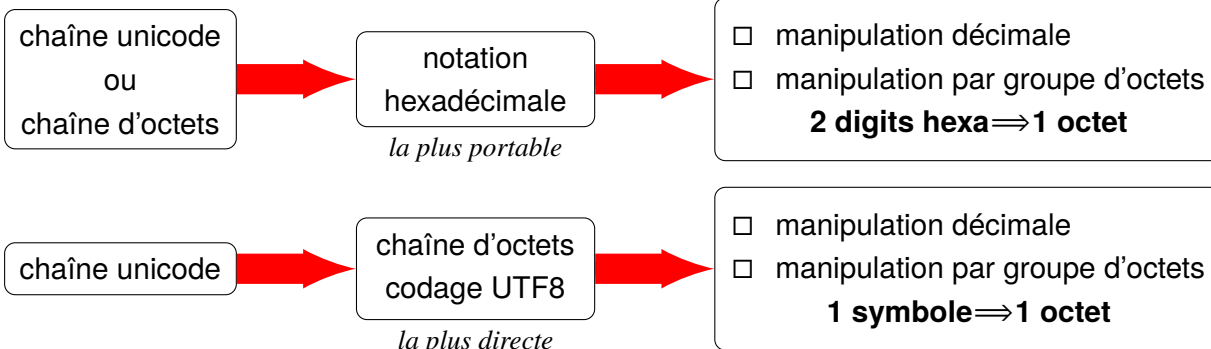 chaîne unicode
ou
chaîne d'octets
notation
hexadécimale
la plus portable
□ manipulation décimale
□ manipulation par groupe d'octets
2 digits hexa⟹1 octet
chaîne unicode
chaîne d'octets
codage UTF8
la plus directe
□ manipulation décimale
□ manipulation par groupe d'octets
1 symbole⟹1 octet